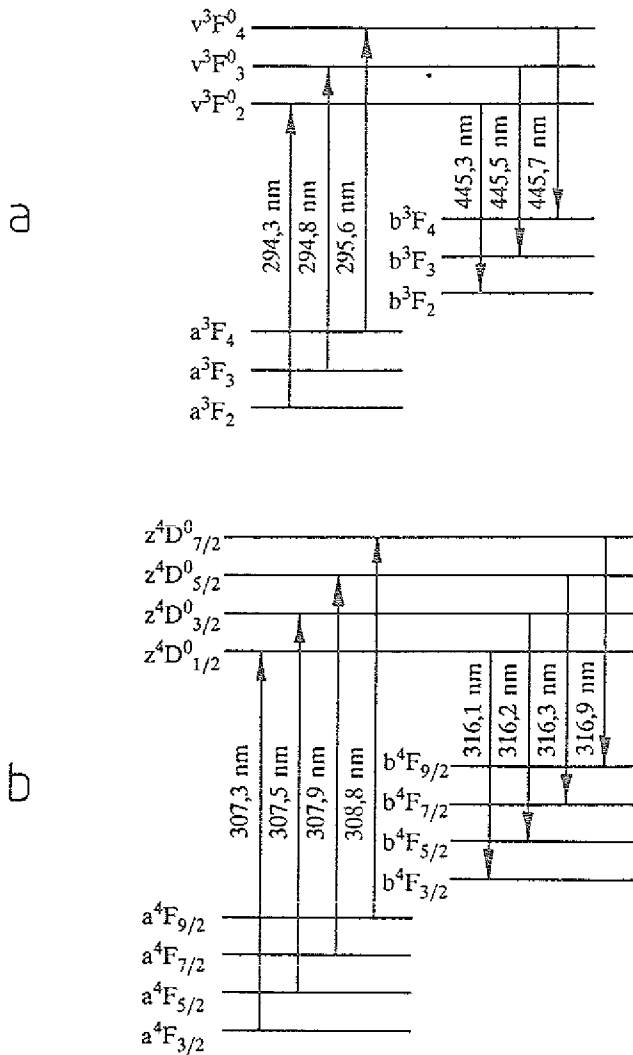 v³F⁰₄
v³F⁰₃
v³F⁰₂
294,3 nm
294,8 nm
295,6 nm
445,3 nm
445,5 nm
445,7 nm
b³F₄
b³F₃
b³F₂
a³F₄
a³F₃
a³F₂
a
z⁴D⁰₇/₂
z⁴D⁰₅/₂
z⁴D⁰₃/₂
z⁴D⁰₁/₂
307,3 nm
307,5 nm
307,9 nm
308,8 nm
316,1 nm
316,2 nm
316,3 nm
316,9 nm
b⁴F₉/₂
b⁴F₇/₂
b⁴F₅/₂
b⁴F₃/₂
a⁴F₉/₂
a⁴F₇/₂
a⁴F₅/₂
a⁴F₃/₂
b